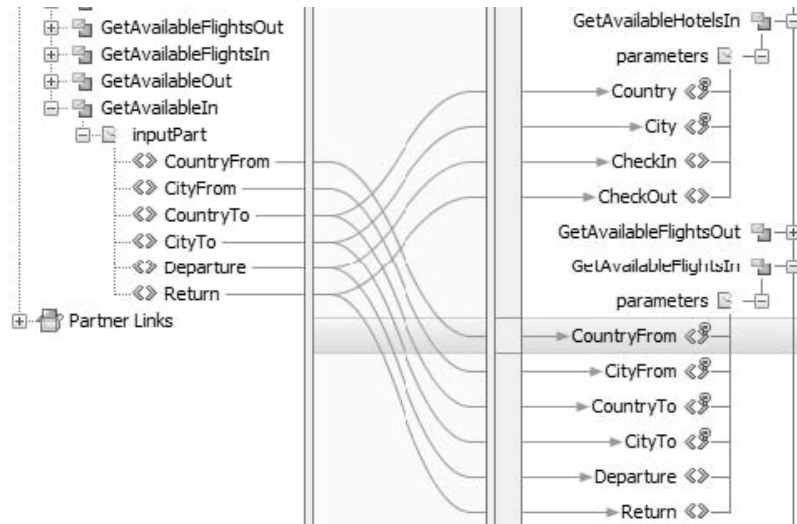 GetAvailableFlightsOut
GetAvailableFlightsIn
GetAvailableOut
GetAvailableIn
inputPart
CountryFrom
CityFrom
CountryTo
CityTo
Departure
Return
Partner Links
GetAvailableHotelsIn
parameters
Country
City
CheckIn
CheckOut
GetAvailableFlightsOut
GetAvailableFlightsIn
parameters
CountryFrom
CityFrom
CountryTo
CityTo
Departure
Return